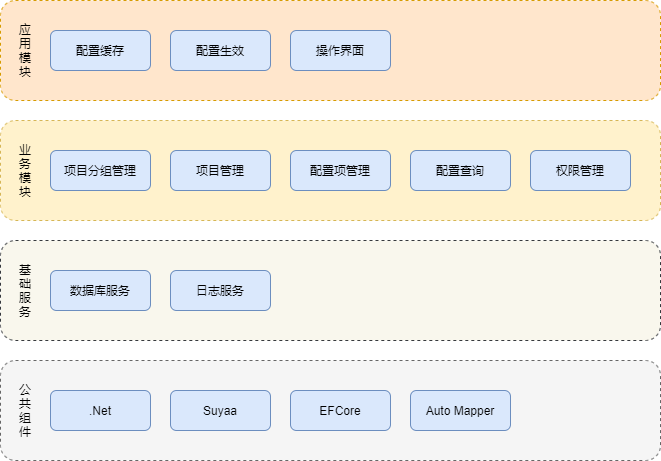 应用模块
配置缓存
配置生效
操作界面
业务模块
项目分组管理
项目管理
配置项管理
配置查询
权限管理
基础服务
数据库服务
日志服务
公共组件
.Net
Suyaa
EFCore
Auto Mapper